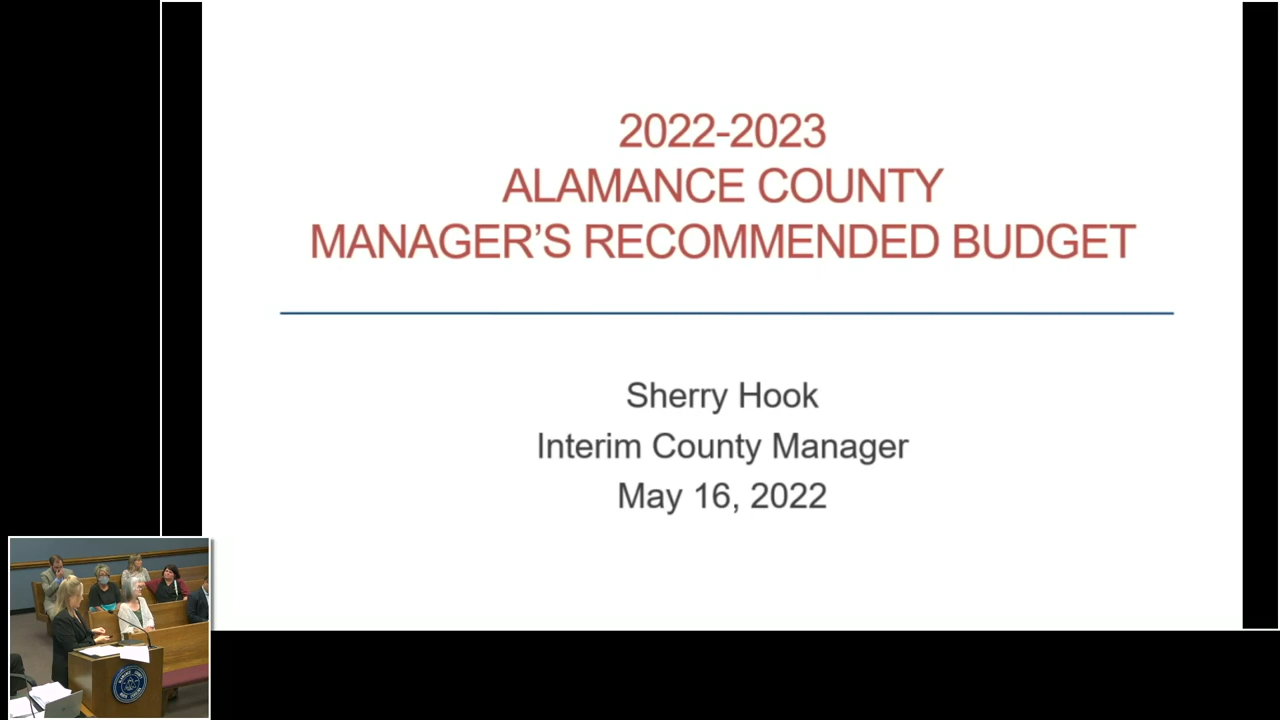 2022-2023
ALAMANCE COUNTY
MANAGER'S RECOMMENDED BUDGET
Sherry Hook
Interim County Manager
May 16, 2022